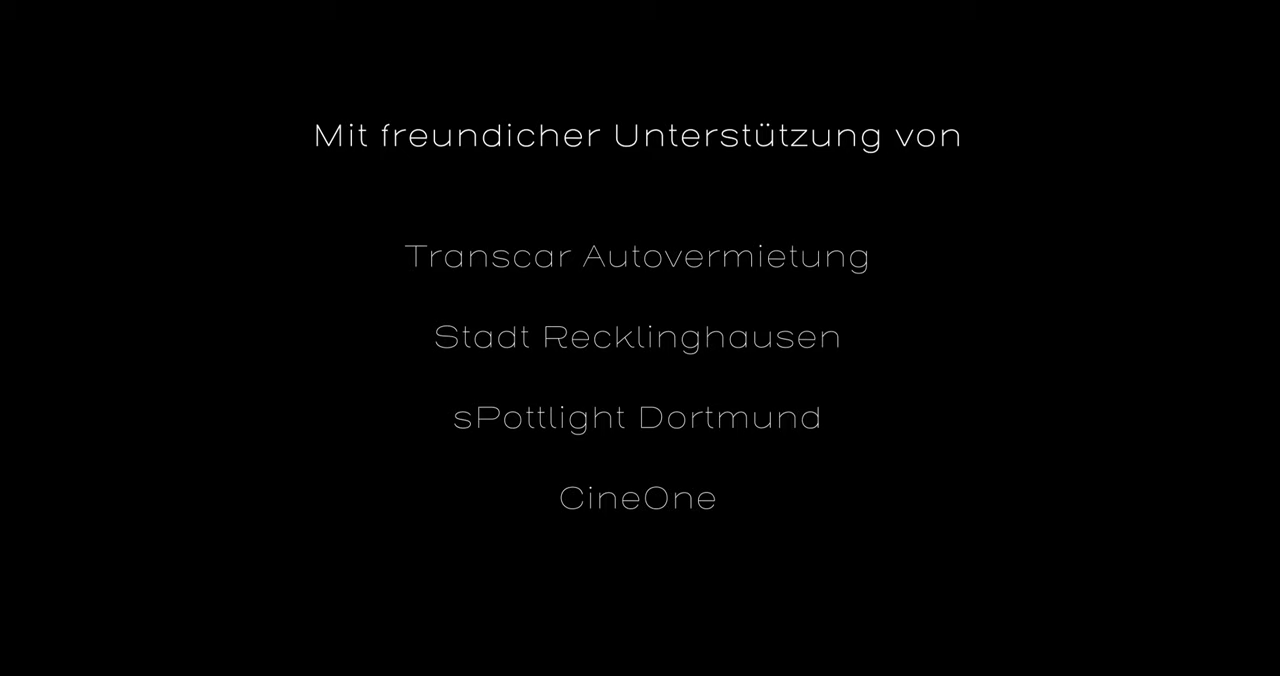 Mit freundicher Unterstützung von
Transcar Autovermietung
Stadt Recklinghausen
sPottlight Dortmund
CineOne